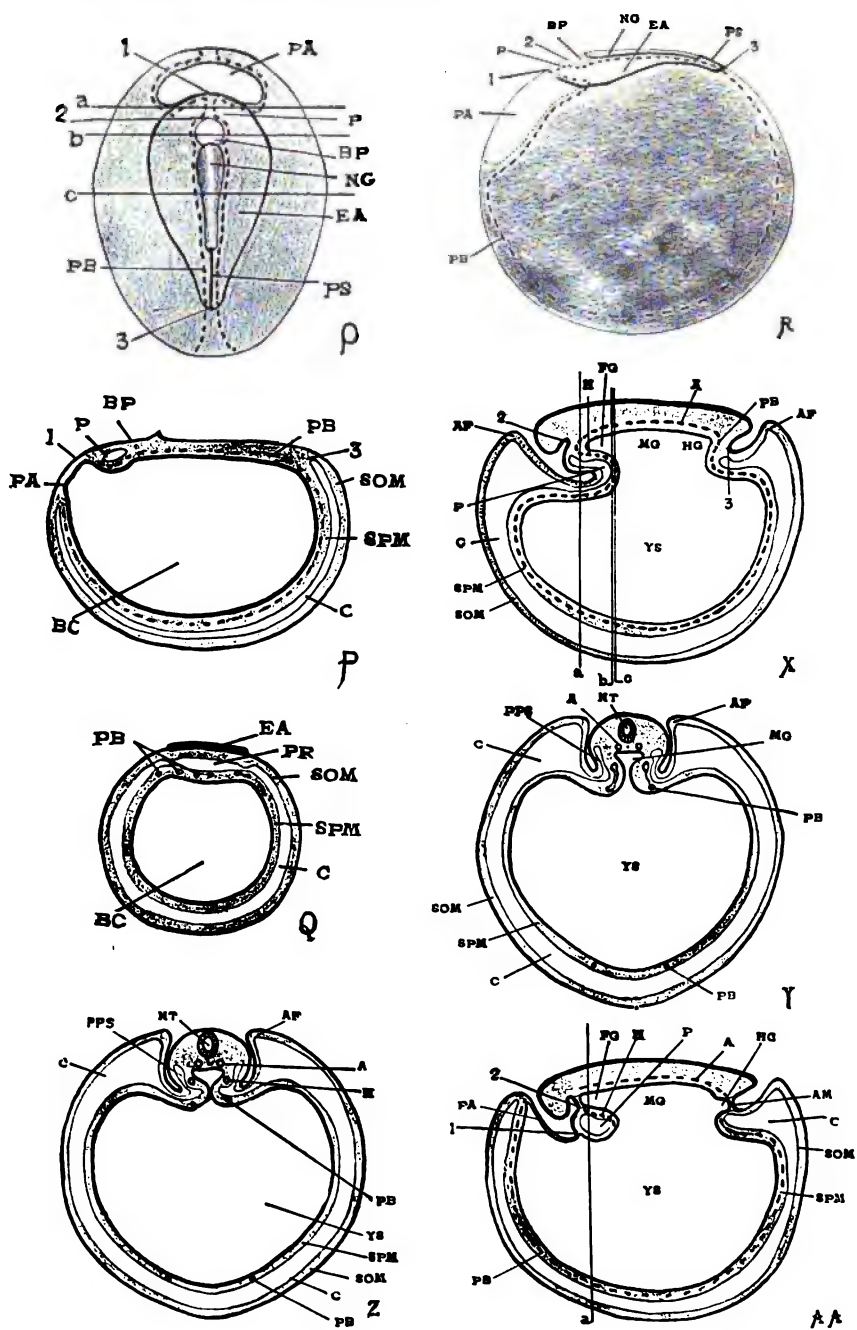 1
PA
a
2
P
b
BP
NG
C
EA
PB
PS
3
O
BP
NG
EA
PS
2
3
P
1
PA
PB
R
BP
P
PB
1
3
PA
SOM
SPM
C
BC
P
H
FG
A
PB
AF
2
AF
MG
HG
P
3
C
YS
SPM
SOM
X
a
b
C
EA
PB
PR
SOM
SPM
C
BC
Q
A
NT
AF
PPS
MG
C
PB
YS
SOM
SPM
C
PB
Y
NT
PPS
AF
C
A
H
PB
YS
SPM
SOM
C
PB
Z
FG
H
P
A
HG
2
MG
AM
PA
C
1
SOM
YS
SPM
PB
a
AA